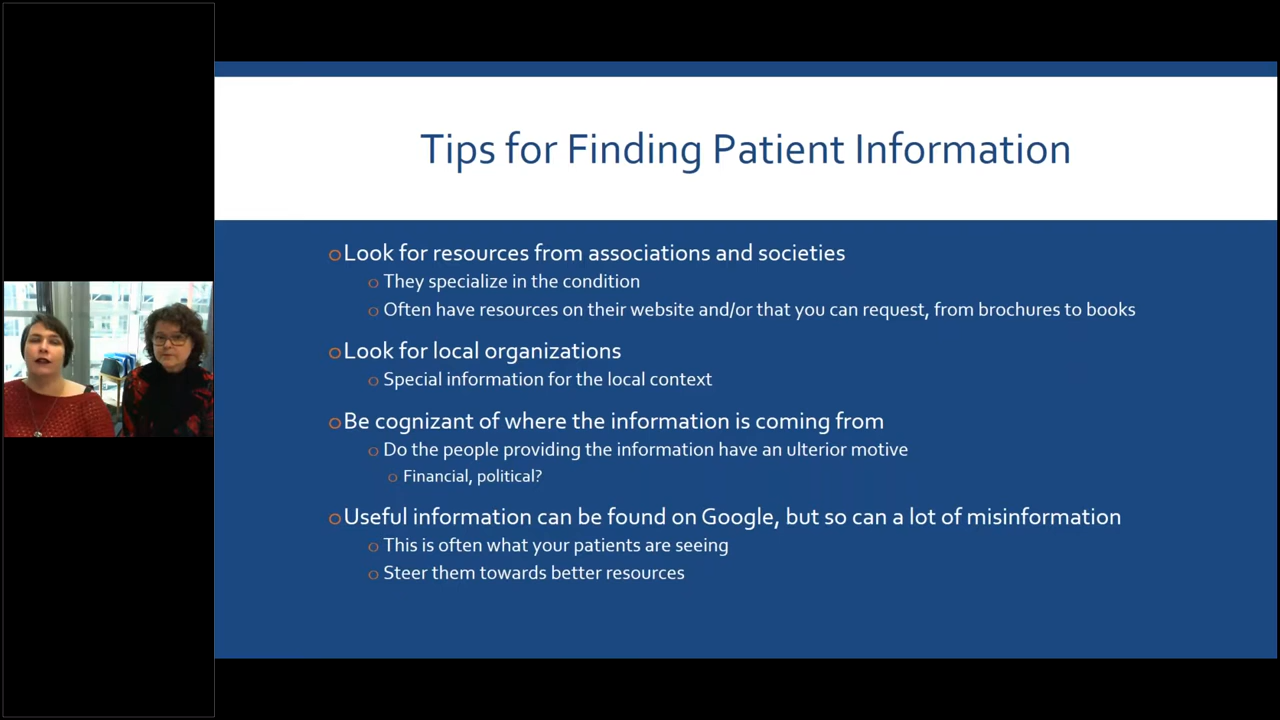 Tips for Finding Patient Information
Look for resources from associations and societies
They specialize in the condition
Often have resources on their website and/or that you can request, from brochures to books
Look for local organizations
Special information for the local context
Be cognizant of where the information is coming from
Do the people providing the information have an ulterior motive
Financial, political?
Useful information can be found on Google, but so can a lot of misinformation
This is often what your patients are seeing
Steer them towards better resources